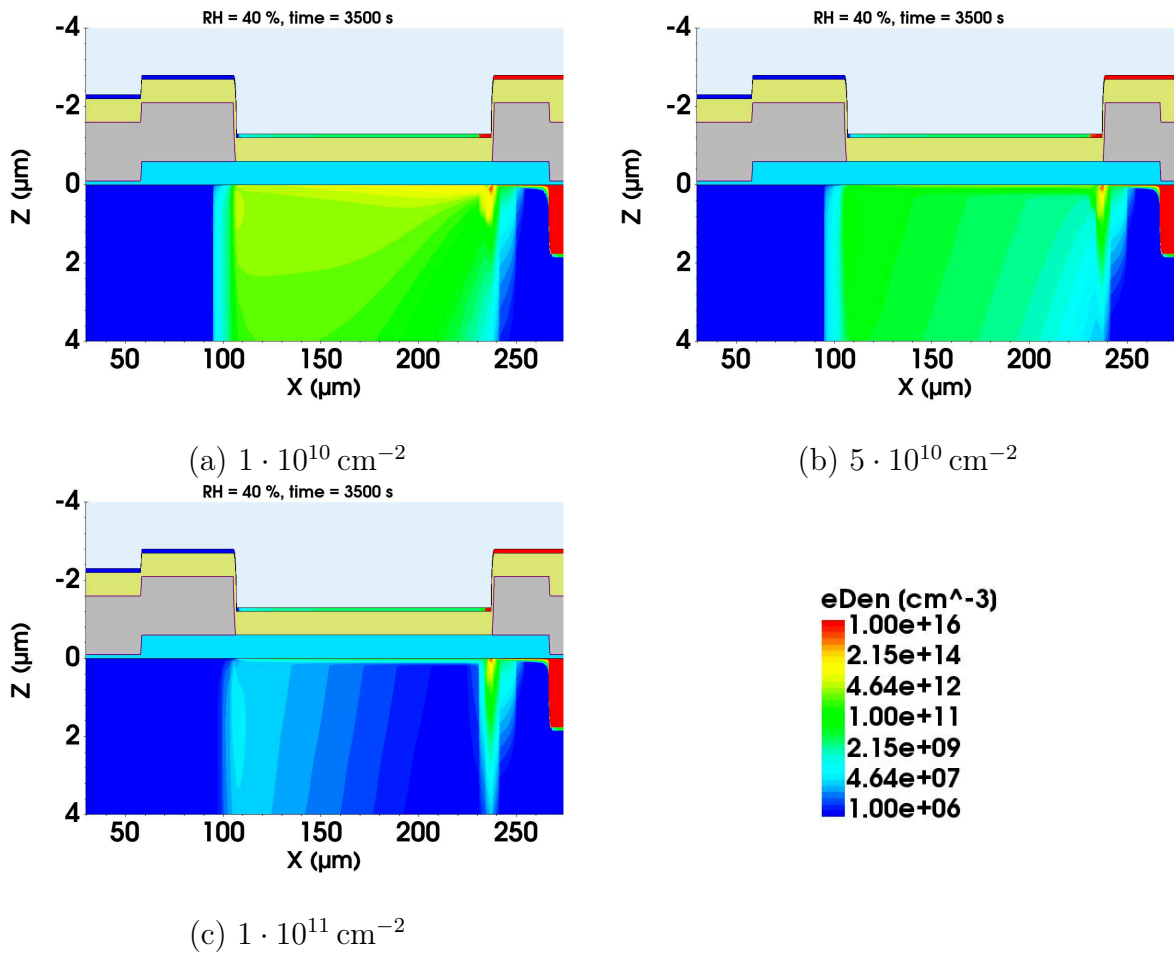 RH = 40 %, time = 3500 s
-4
-2
0
2
4
Z (µm)
50 100 150 200 250
X (µm)
(a) 1 · 10^10 cm^−2
RH = 40 %, time = 3500 s
-4
-2
0
2
4
Z (µm)
50 100 150 200 250
X (µm)
(b) 5 · 10^10 cm^−2
RH = 40 %, time = 3500 s
-4
-2
0
2
4
Z (µm)
50 100 150 200 250
X (µm)
(c) 1 · 10^11 cm^−2
eDen (cm^-3)
1.00e+16
2.15e+14
4.64e+12
1.00e+11
2.15e+09
4.64e+07
1.00e+06